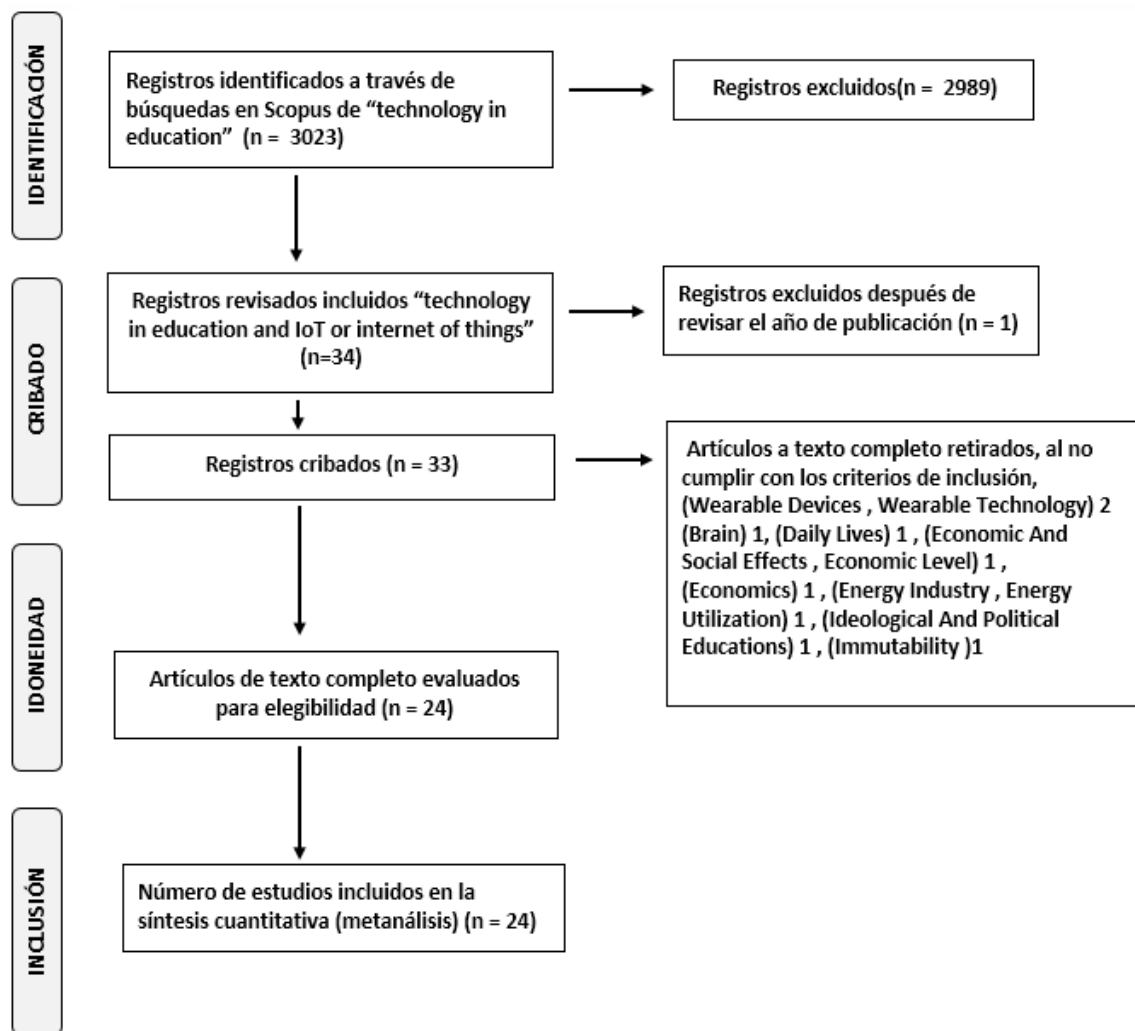 IDENTIFICACIÓN
Registros identificados a través de
búsquedas en Scopus de “technology in
education” (n = 3023)
Registros excluidos(n = 2989)
CRIBADO
Registros revisados incluidos “technology
in education and IoT or internet of things”
(n=34)
Registros excluidos después de
revisar el año de publicación (n = 1)
Registros cribados (n = 33)
Artículos a texto completo retirados, al no
cumplir con los criterios de inclusión,
(Wearable Devices , Wearable Technology) 2
(Brain) 1, (Daily Lives) 1 , (Economic And
Social Effects , Economic Level) 1 ,
(Economics) 1 , (Energy Industry , Energy
Utilization) 1 , (Ideological And Political
Educations) 1 , (Immutability )1
IDONEIDAD
Artículos de texto completo evaluados
para elegibilidad (n = 24)
INCLUSIÓN
Número de estudios incluidos en la
síntesis cuantitativa (metanálisis) (n = 24)